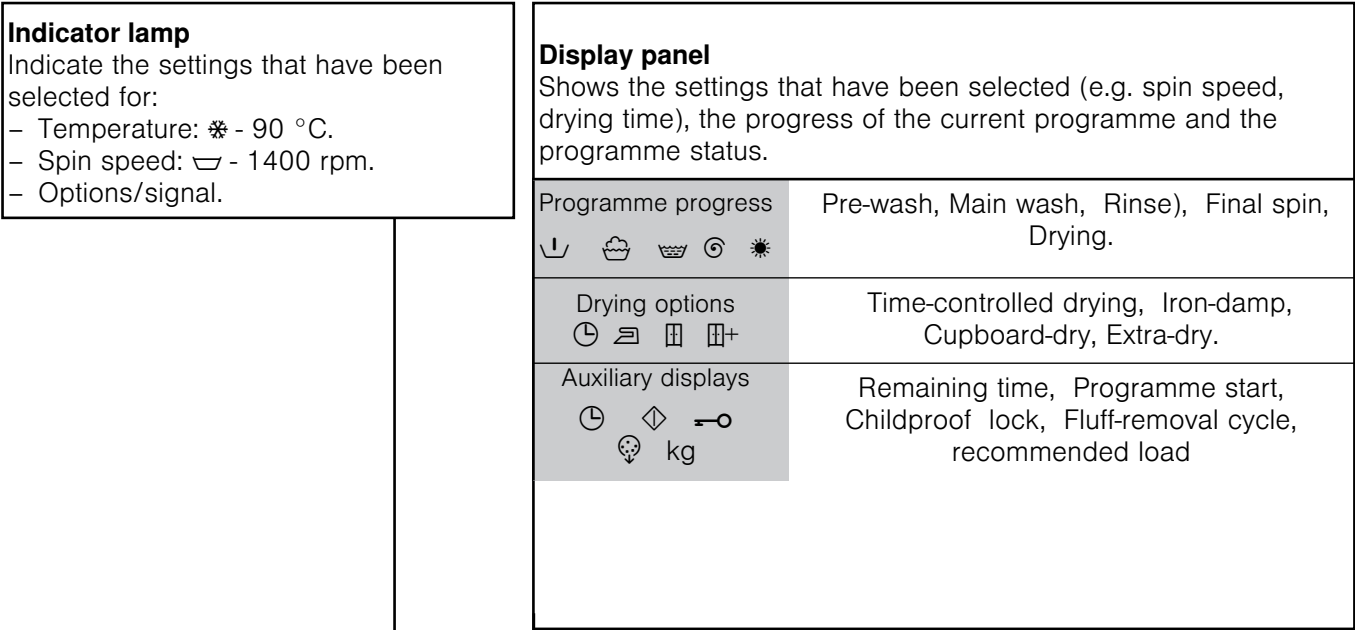 Indicator lamp
Indicate the settings that have been
selected for:
– Temperature: ❄ - 90 °C.
– Spin speed: - 1400 rpm.
– Options/signal.
Display panel
Shows the settings that have been selected (e.g. spin speed,
drying time), the progress of the current programme and the
programme status.
Programme progress
Pre-wash, Main wash, Rinse), Final spin,
Drying.
Drying options
Time-controlled drying, Iron-damp,
Cupboard-dry, Extra-dry.
Auxiliary displays
Remaining time, Programme start,
Childproof lock, Fluff-removal cycle,
recommended load
kg